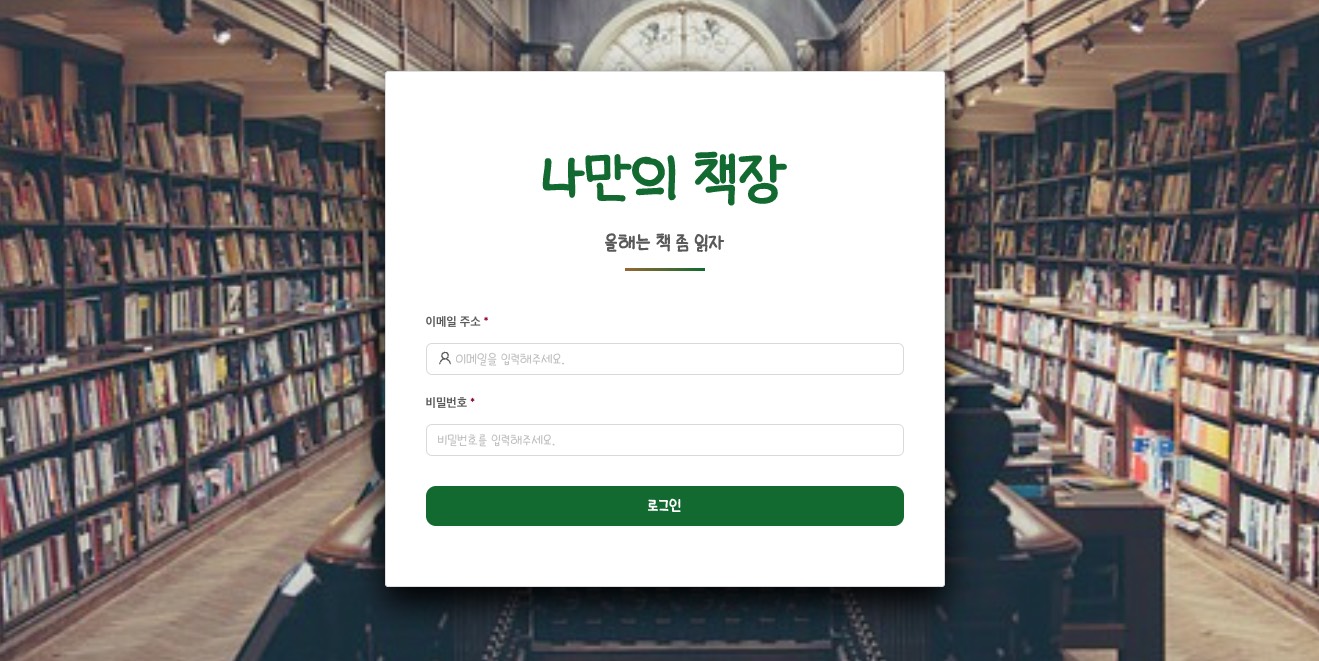 나만의 책장
올해는 책 좀 읽자
이메일 주소 *
이메일을 입력해주세요.
비밀번호 *
비밀번호를 입력해주세요.
로그인